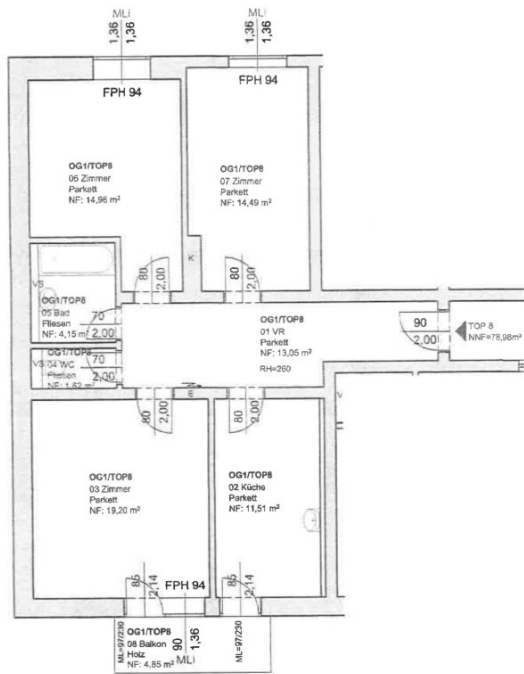 MLi
1,36
1,36
MLi
1,36
1,36
FPH 94
FPH 94
OG1/TOP8
06 Zimmer
Parkett
NF: 14,96 m²
OG1/TOP8
07 Zimmer
Parkett
NF: 14,49 m²
80
2,00
K
80
2,00
VS
OG1/TOP8
05 Bad
Fliesen
NF: 4,15 m²
70
2,00
OG1/TOP8
01 VR
Parkett
NF: 13,05 m²
RH=260
90
2,00
TOP 8
NNF=78,98m²
VS
OG1/TOP8
04 WC
Fliesen
NF: 1,62 m²
70
2,00
80
2,00
E
80
2,00
V
OG1/TOP8
03 Zimmer
Parkett
NF: 19,20 m²
OG1/TOP8
02 Küche
Parkett
NF: 11,51 m²
85
2,14
FPH 94
85
2,14
ML=97/230
OG1/TOP8
08 Balkon
Holz
NF: 4,85 m²
90
1,36
MLi
ML=97/230